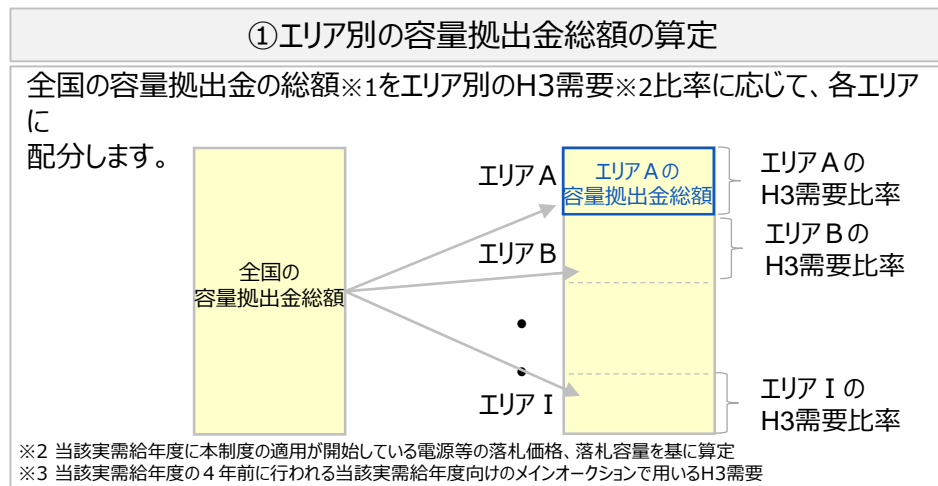 ①エリア別の容量拠出金総額の算定
全国の容量拠出金の総額※1をエリア別のH3需要※2比率に応じて、各エリア
に
配分します。
エリアA
エリアAの
容量拠出金総額
エリアAの
H3需要比率
エリアB
エリアBの
H3需要比率
全国の
容量拠出金総額
•
•
エリアI
エリアIの
H3需要比率
※2 当該実需給年度に本制度の適用が開始している電源等の落札価格、落札容量を基に算定
※3 当該実需給年度の４年前に行われる当該実需給年度向けのメインオークションで用いるH3需要